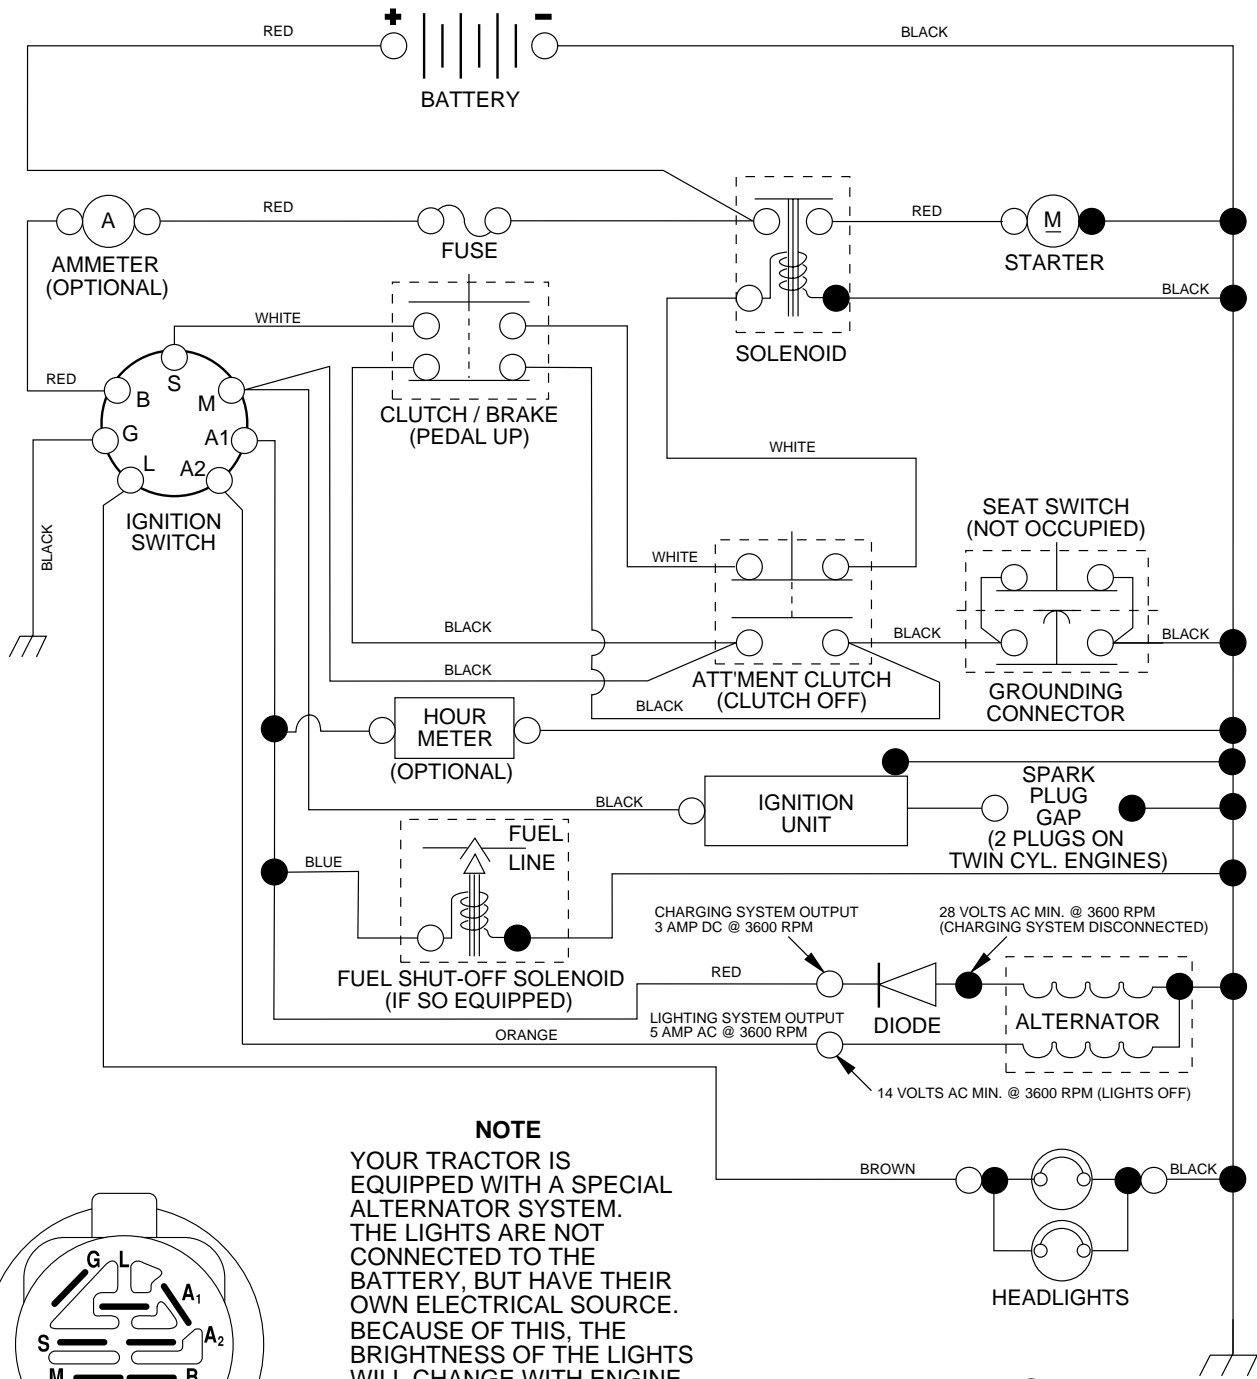 + −
RED
BLACK
BATTERY
RED
A
FUSE
RED
M
AMMETER
(OPTIONAL)
STARTER
BLACK
SOLENOID
WHITE
RED
S
B
M
G
A1
L
A2
CLUTCH / BRAKE
(PEDAL UP)
IGNITION
SWITCH
BLACK
WHITE
SEAT SWITCH
(NOT OCCUPIED)
WHITE
BLACK
BLACK
BLACK
BLACK
ATT'MENT CLUTCH
(CLUTCH OFF)
BLACK
GROUNDING
CONNECTOR
HOUR
METER
(OPTIONAL)
BLACK
IGNITION
UNIT
SPARK
PLUG
GAP
(2 PLUGS ON
TWIN CYL. ENGINES)
BLUE
FUEL
LINE
FUEL SHUT-OFF SOLENOID
(IF SO EQUIPPED)
CHARGING SYSTEM OUTPUT
3 AMP DC @ 3600 RPM
28 VOLTS AC MIN. @ 3600 RPM
(CHARGING SYSTEM DISCONNECTED)
RED
DIODE
ALTERNATOR
LIGHTING SYSTEM OUTPUT
5 AMP AC @ 3600 RPM
ORANGE
14 VOLTS AC MIN. @ 3600 RPM (LIGHTS OFF)
BROWN
BLACK
HEADLIGHTS
NOTE
YOUR TRACTOR IS
EQUIPPED WITH A SPECIAL
ALTERNATOR SYSTEM.
THE LIGHTS ARE NOT
CONNECTED TO THE
BATTERY, BUT HAVE THEIR
OWN ELECTRICAL SOURCE.
BECAUSE OF THIS, THE
BRIGHTNESS OF THE LIGHTS
WILL CHANGE WITH ENGINE
G L
A₁
A₂
S
M
B